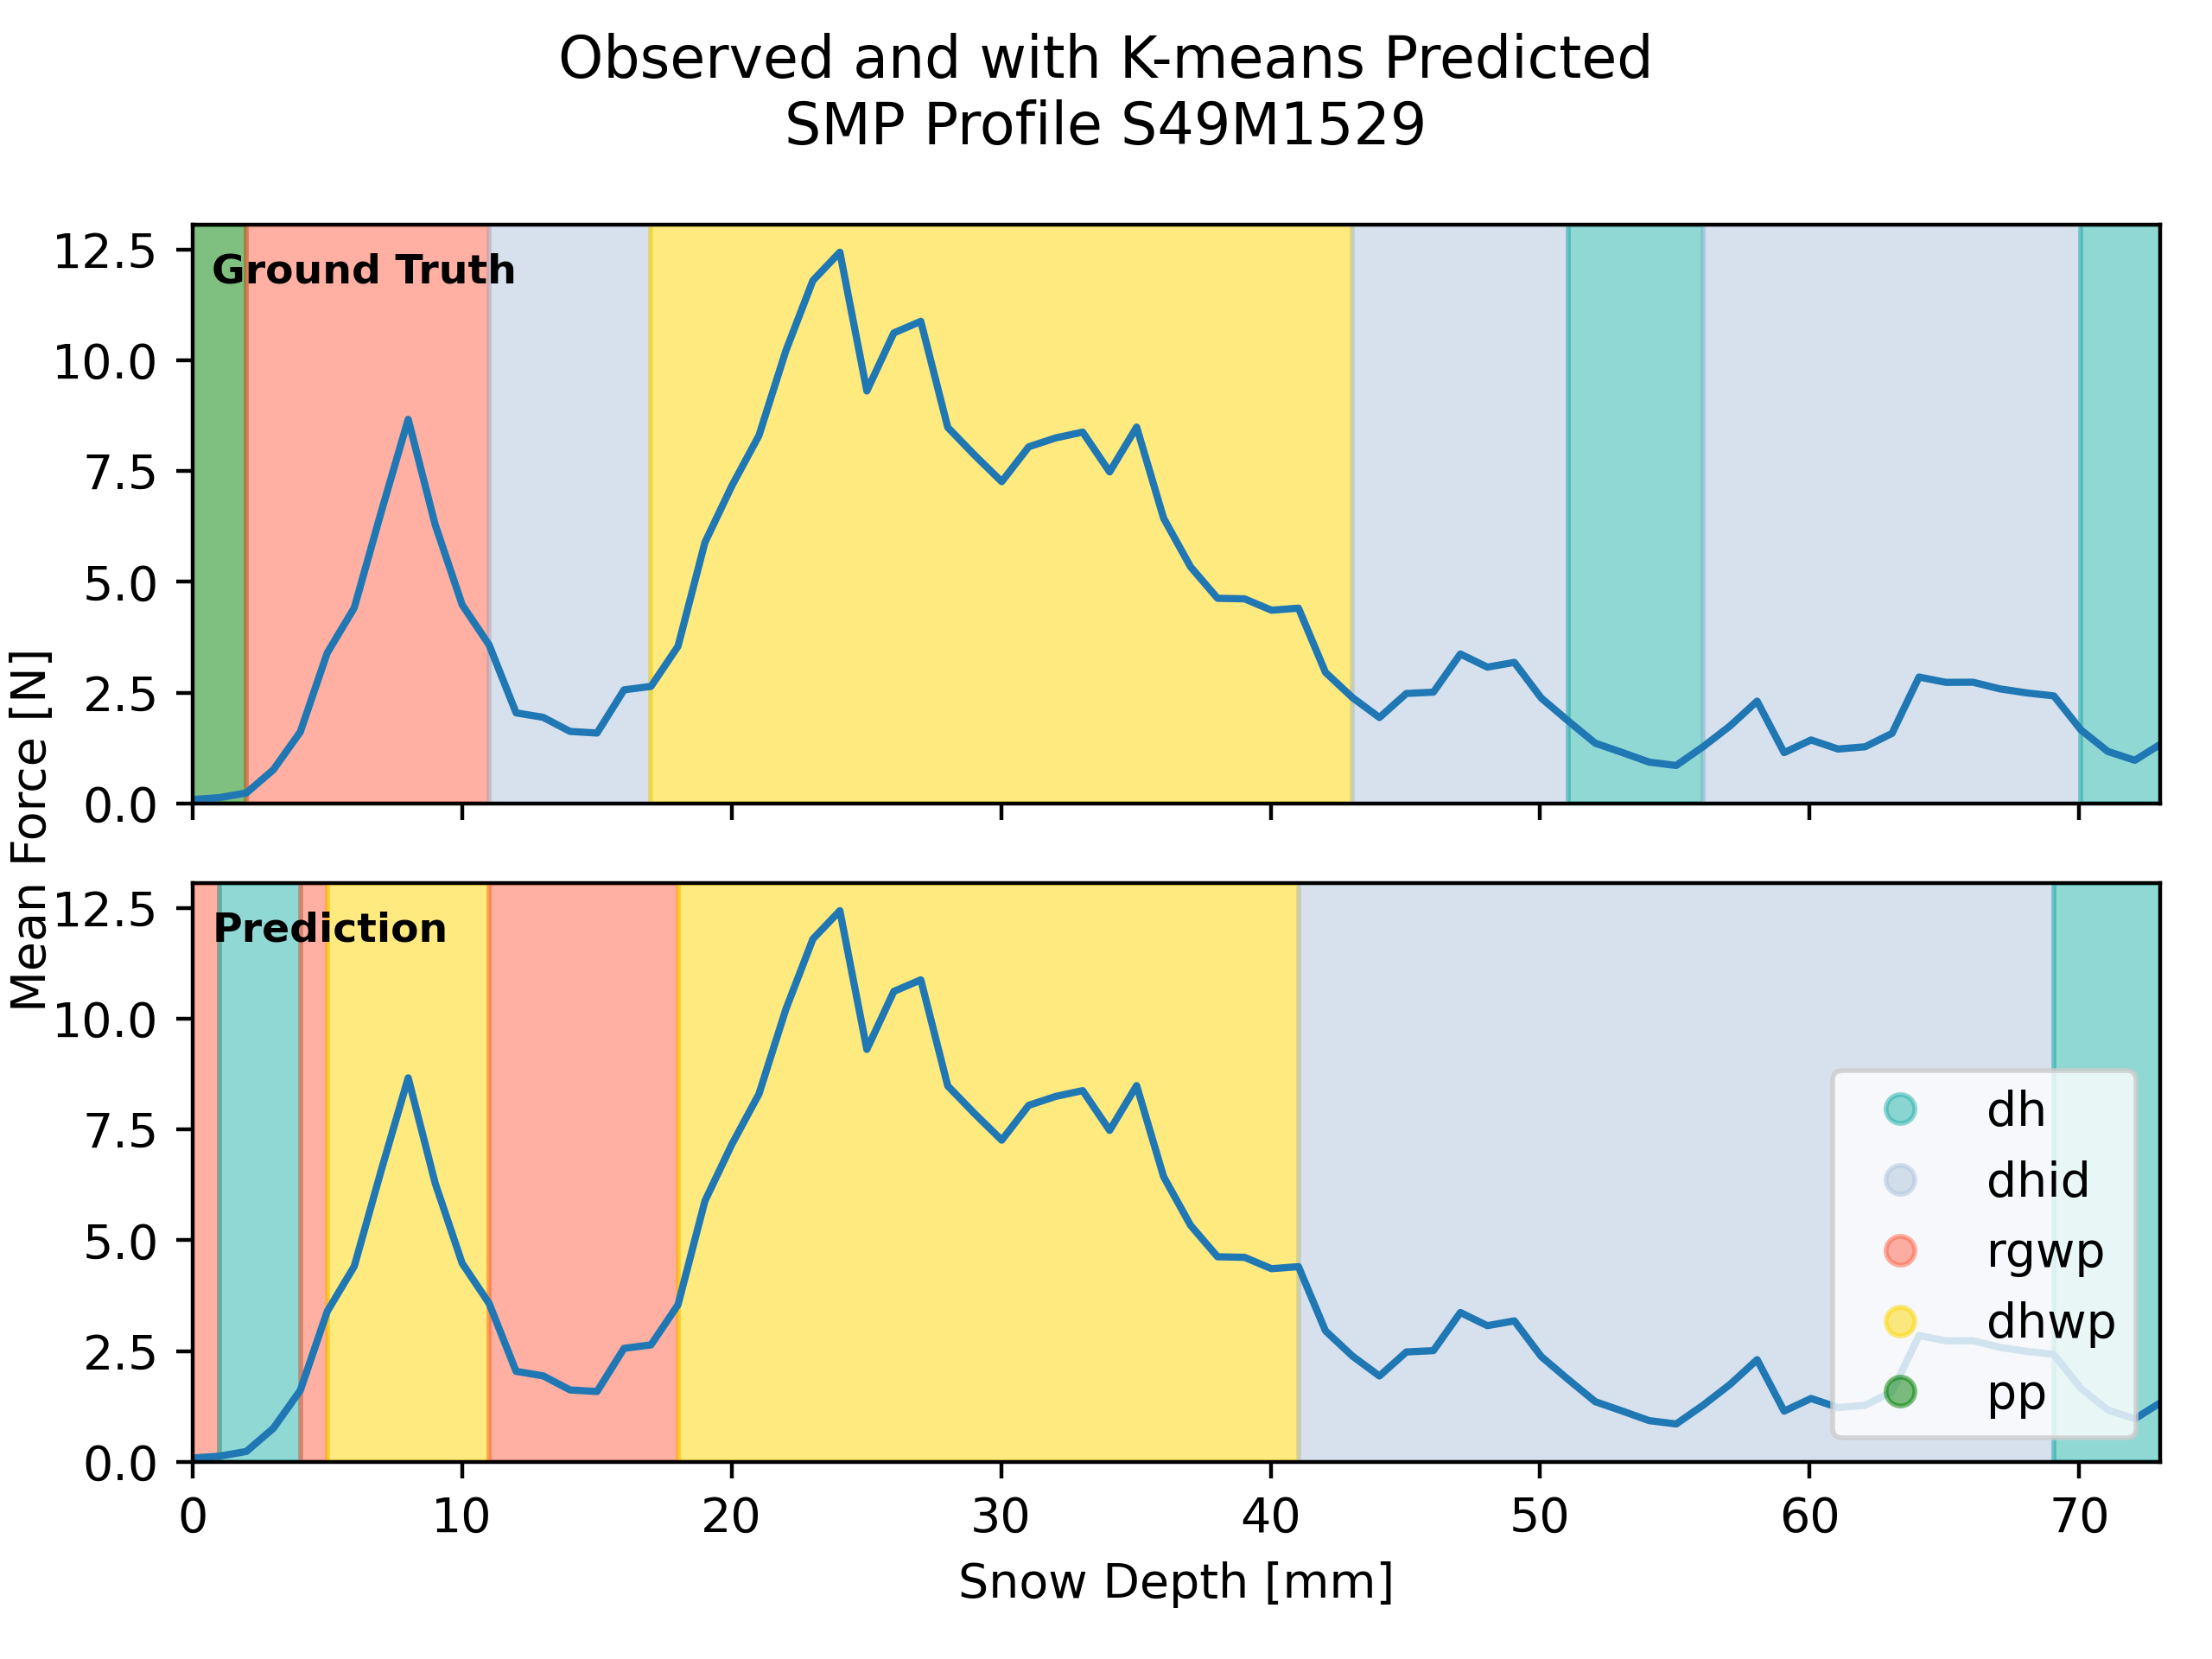 Observed and with K-means Predicted
SMP Profile S49M1529
12.5
Ground Truth
10.0
7.5
5.0
2.5
0.0
Mean Force [N]
12.5
Prediction
10.0
7.5
5.0
2.5
0.0
dh
dhid
rgwp
dhwp
pp
0 10 20 30 40 50 60 70
Snow Depth [mm]